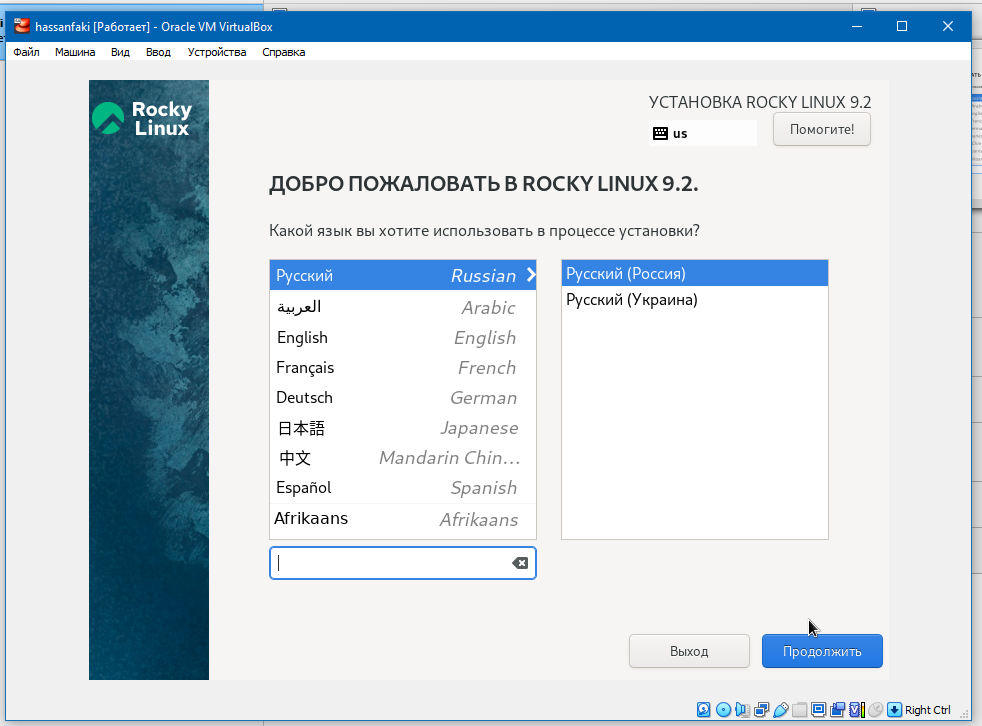 hassanfaki [Работает] - Oracle VM VirtualBox
Файл Машина Вид Ввод Устройства Справка
Rocky
Linux
УСТАНОВКА ROCKY LINUX 9.2
us
Помогите!
ДОБРО ПОЖАЛОВАТЬ В ROCKY LINUX 9.2.
Какой язык вы хотите использовать в процессе установки?
Русский Russian
العربية Arabic
English English
Français French
Deutsch German
日本語 Japanese
中文 Mandarin Chin...
Español Spanish
Afrikaans Afrikaans
Русский (Россия)
Русский (Украина)
Выход
Продолжить
Right Ctrl